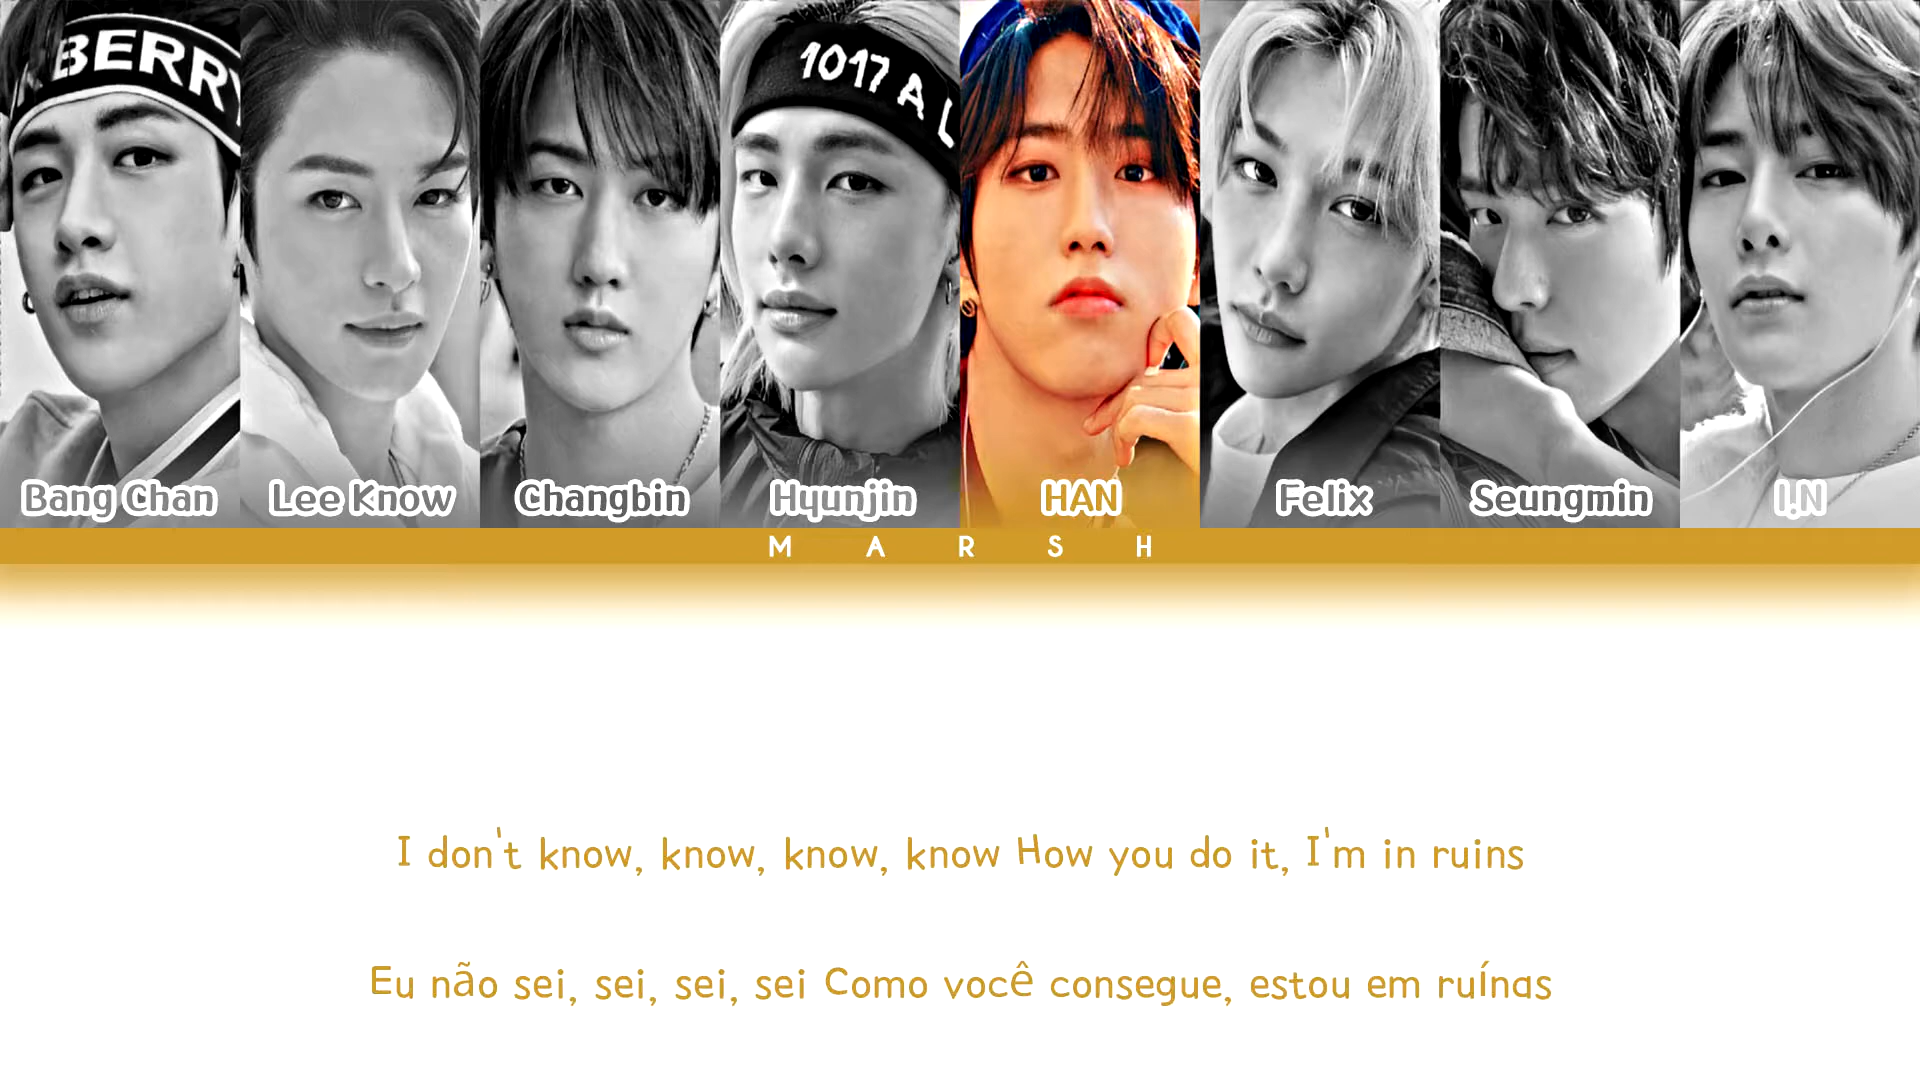 BERRY
1017 A L
Bang Chan
Lee Know
Changbin
Hyunjin
HAN
Felix
Seungmin
I.N
MARSH
I don't know, know, know, know How you do it, I'm in ruins
Eu não sei, sei, sei, sei Como você consegue, estou em ruínas